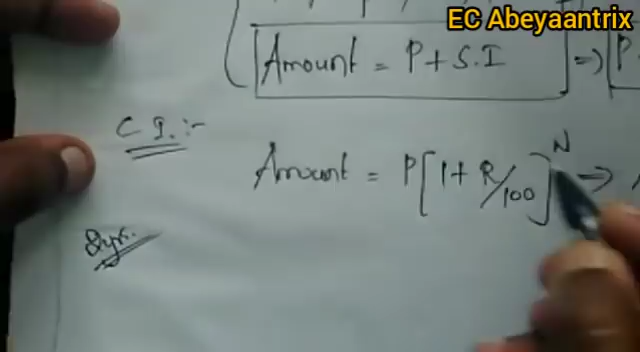 EC Abeyaantrix
Amount = P + S.I => P
C I. :-
Amount = P[1 + R/100]^N =>